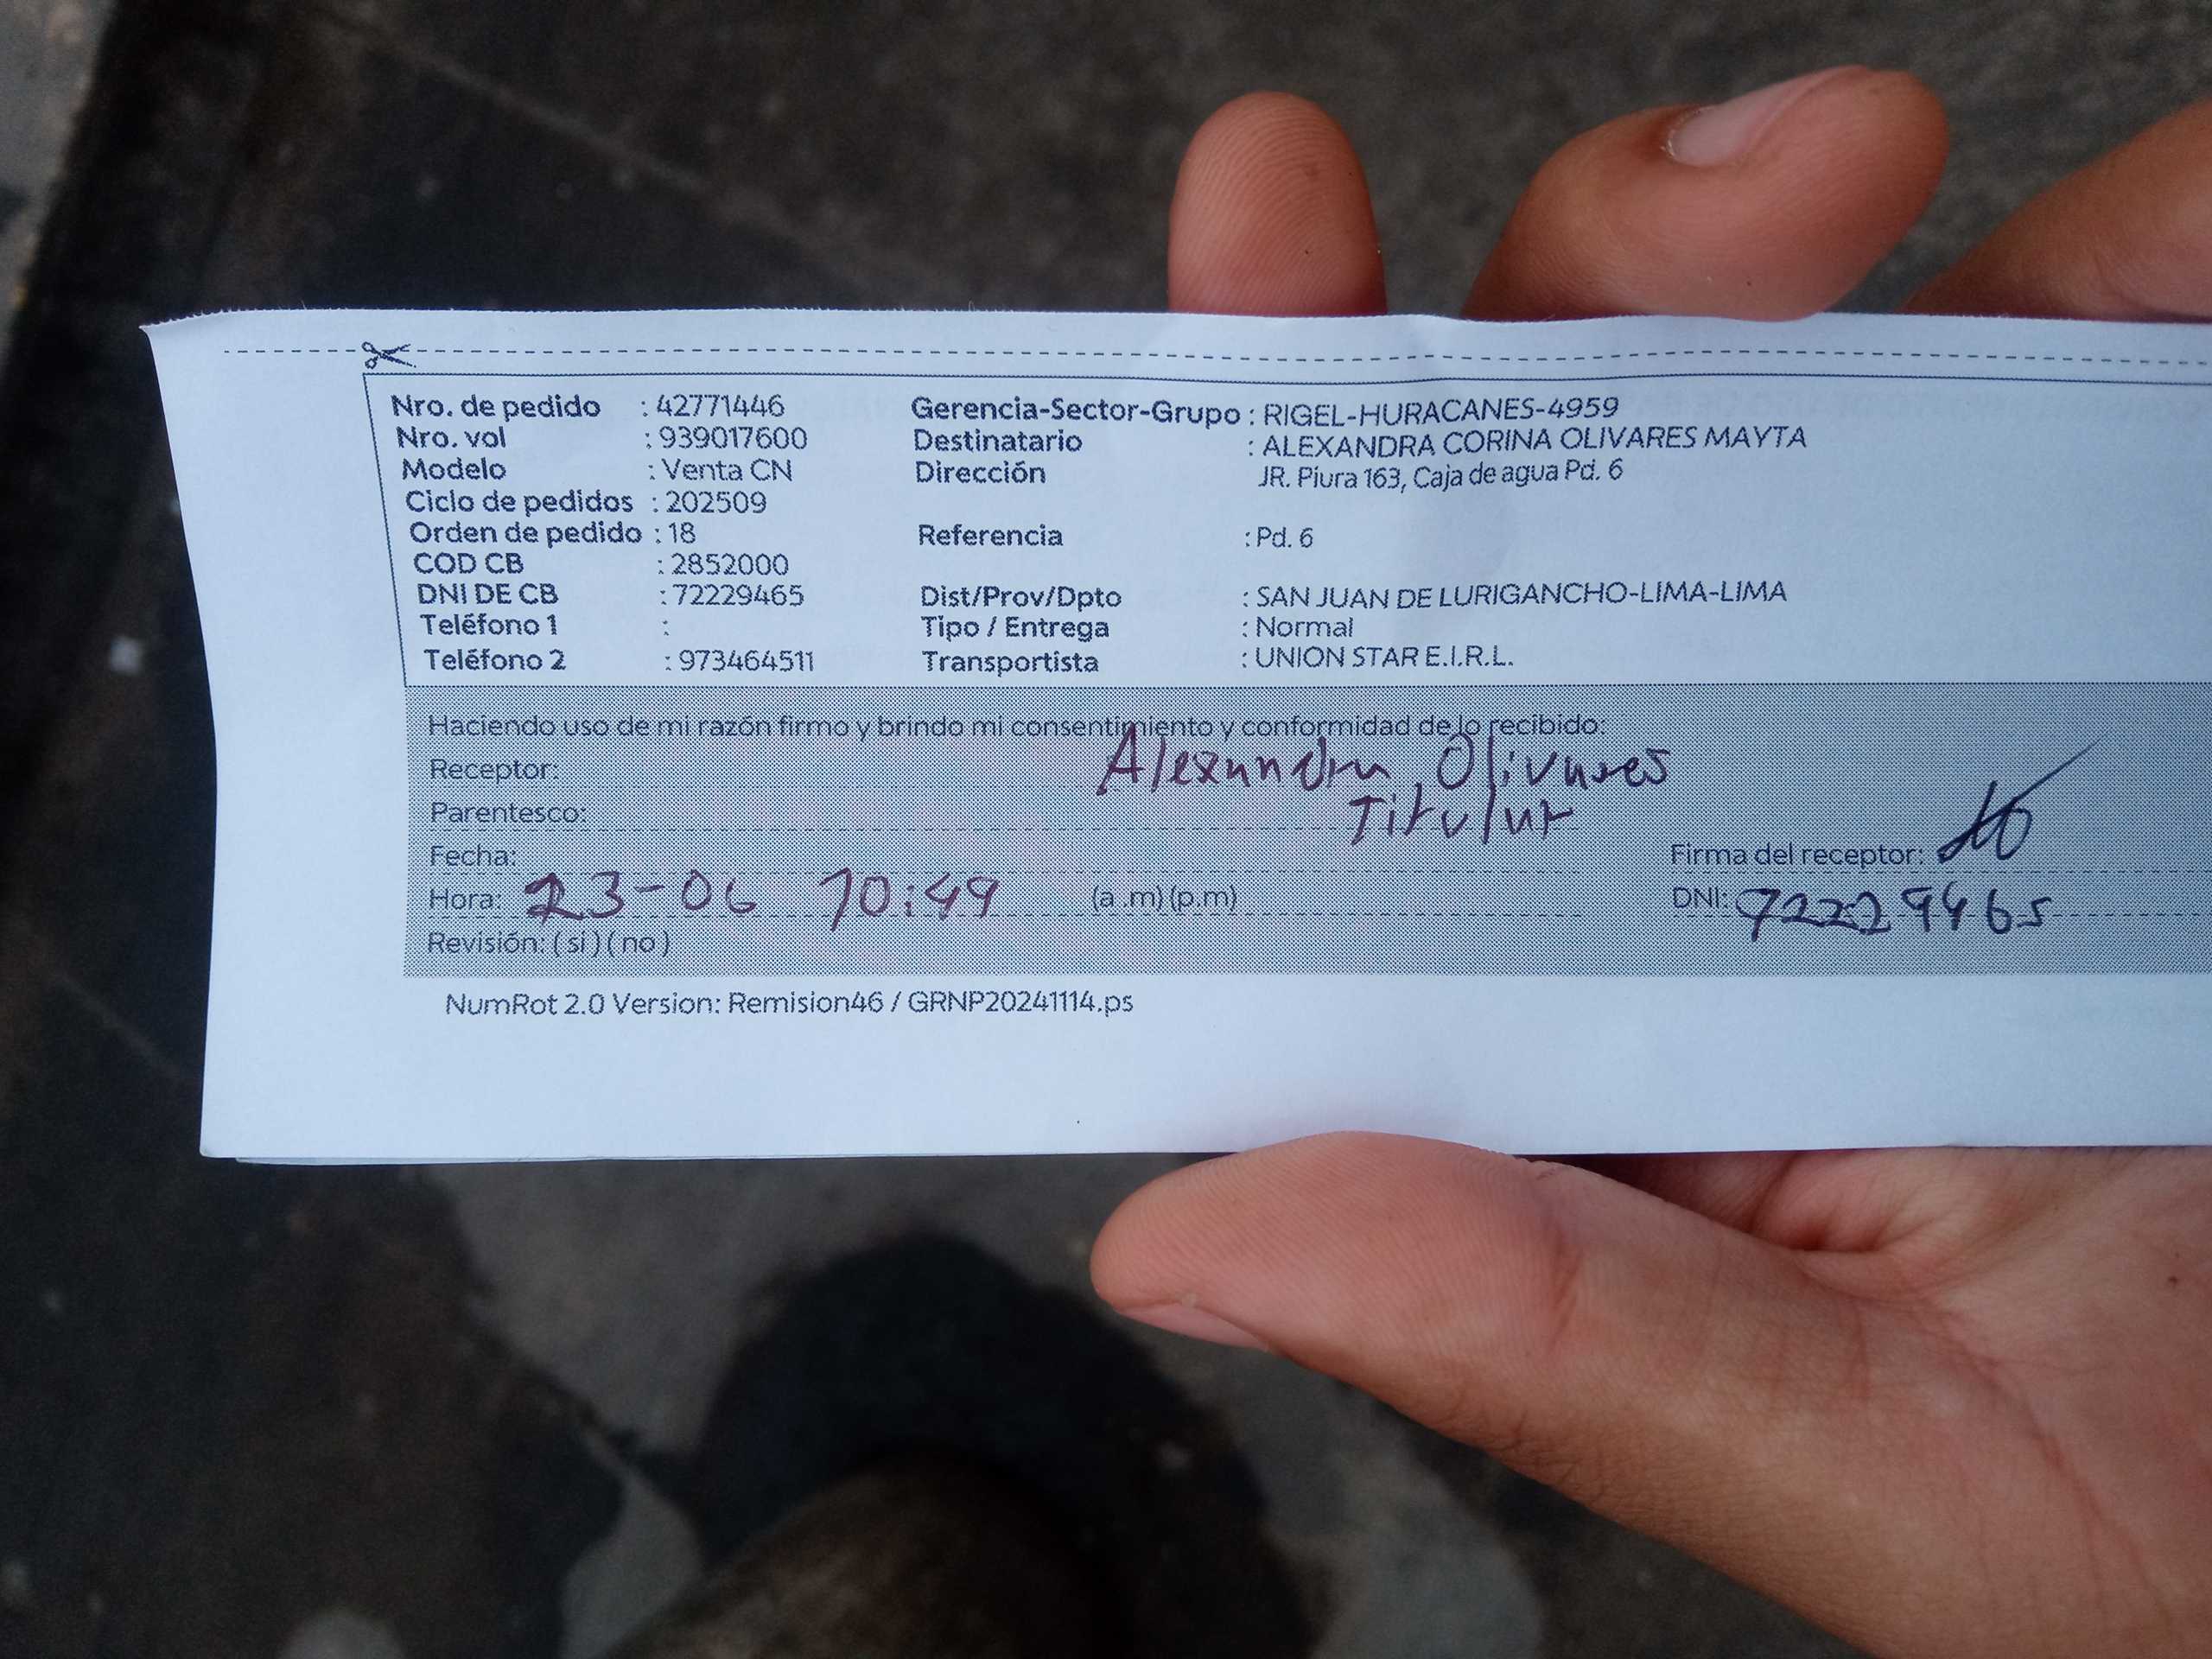 Nro. de pedido : 42771446 Gerencia-Sector-Grupo : RIGEL-HURACANES-4959
Nro. vol : 939017600 Destinatario : ALEXANDRA CORINA OLIVARES MAYTA
Modelo : Venta CN Dirección JR. Piura 163, Caja de agua Pd. 6
Ciclo de pedidos : 202509
Orden de pedido : 18 Referencia : Pd. 6
COD CB : 2852000
DNI DE CB : 72229465 Dist/Prov/Dpto : SAN JUAN DE LURIGANCHO-LIMA-LIMA
Teléfono 1 : Tipo / Entrega : Normal
Teléfono 2 : 973464511 Transportista : UNION STAR E.I.R.L.
Haciendo uso de mi razón firmo y brindo mi consentimiento y conformidad de lo recibido:
Receptor: Alexandra Olivares
Parentesco: Titular
Fecha: Firma del receptor:
Hora: 23-06 10:49 (a .m) (p.m) DNI: 72229465
Revisión: ( si ) ( no )
NumRot 2.0 Version: Remision46 / GRNP20241114.ps